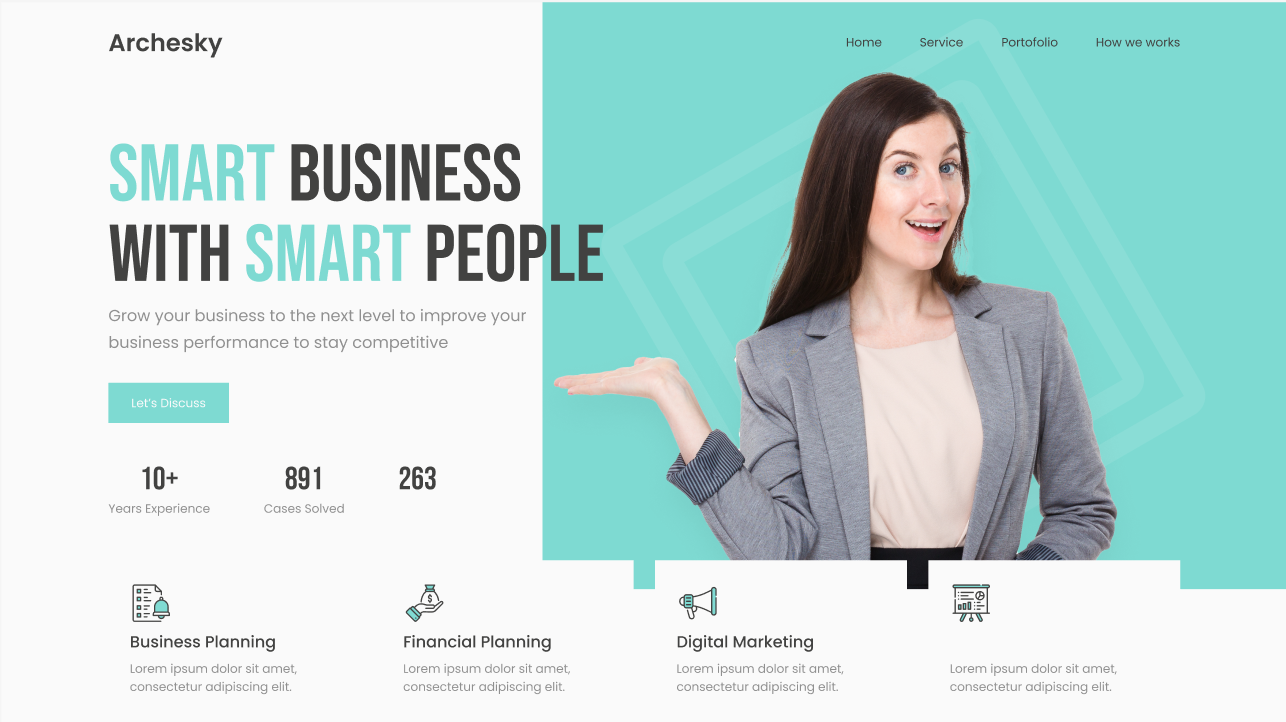 Archesky
Home
Service
Portofolio
How we works
SMART BUSINESS
WITH SMART PEOPLE
Grow your business to the next level to improve your
business performance to stay competitive
Let's Discuss
10+
Years Experience
891
Cases Solved
263
Business Planning
Lorem ipsum dolor sit amet,
consectetur adipiscing elit.
Financial Planning
Lorem ipsum dolor sit amet,
consectetur adipiscing elit.
Digital Marketing
Lorem ipsum dolor sit amet,
consectetur adipiscing elit.
Lorem ipsum dolor sit amet,
consectetur adipiscing elit.